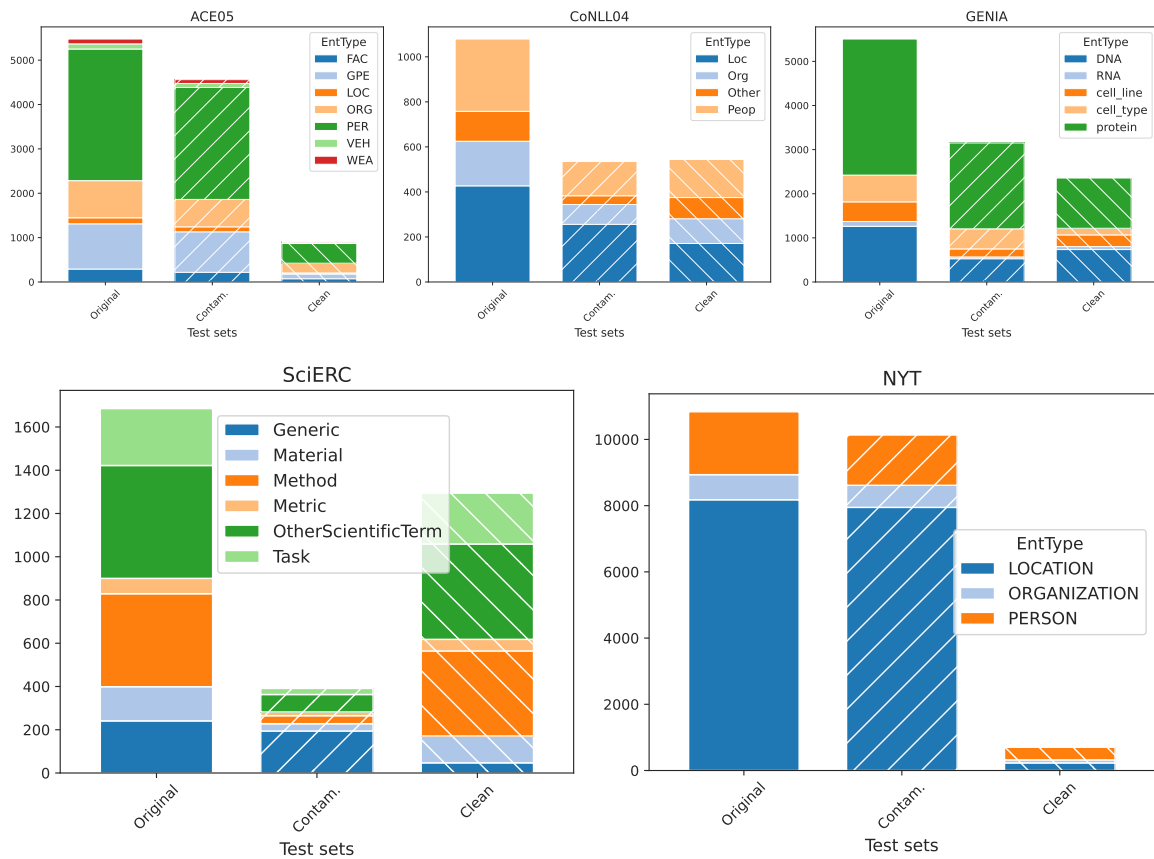 ACE05
5000
4000
3000
2000
1000
0
EntType
FAC
GPE
LOC
ORG
PER
VEH
WEA
Original
Contam.
Clean
Test sets
CoNLL04
1000
800
600
400
200
0
EntType
Loc
Org
Other
Peop
Original
Contam.
Clean
Test sets
GENIA
5000
4000
3000
2000
1000
0
EntType
DNA
RNA
cell_line
cell_type
protein
Original
Contam.
Clean
Test sets
SciERC
1600
1400
1200
1000
800
600
400
200
0
Generic
Material
Method
Metric
OtherScientificTerm
Task
Original
Contam.
Clean
Test sets
NYT
10000
8000
6000
4000
2000
0
EntType
LOCATION
ORGANIZATION
PERSON
Original
Contam.
Clean
Test sets